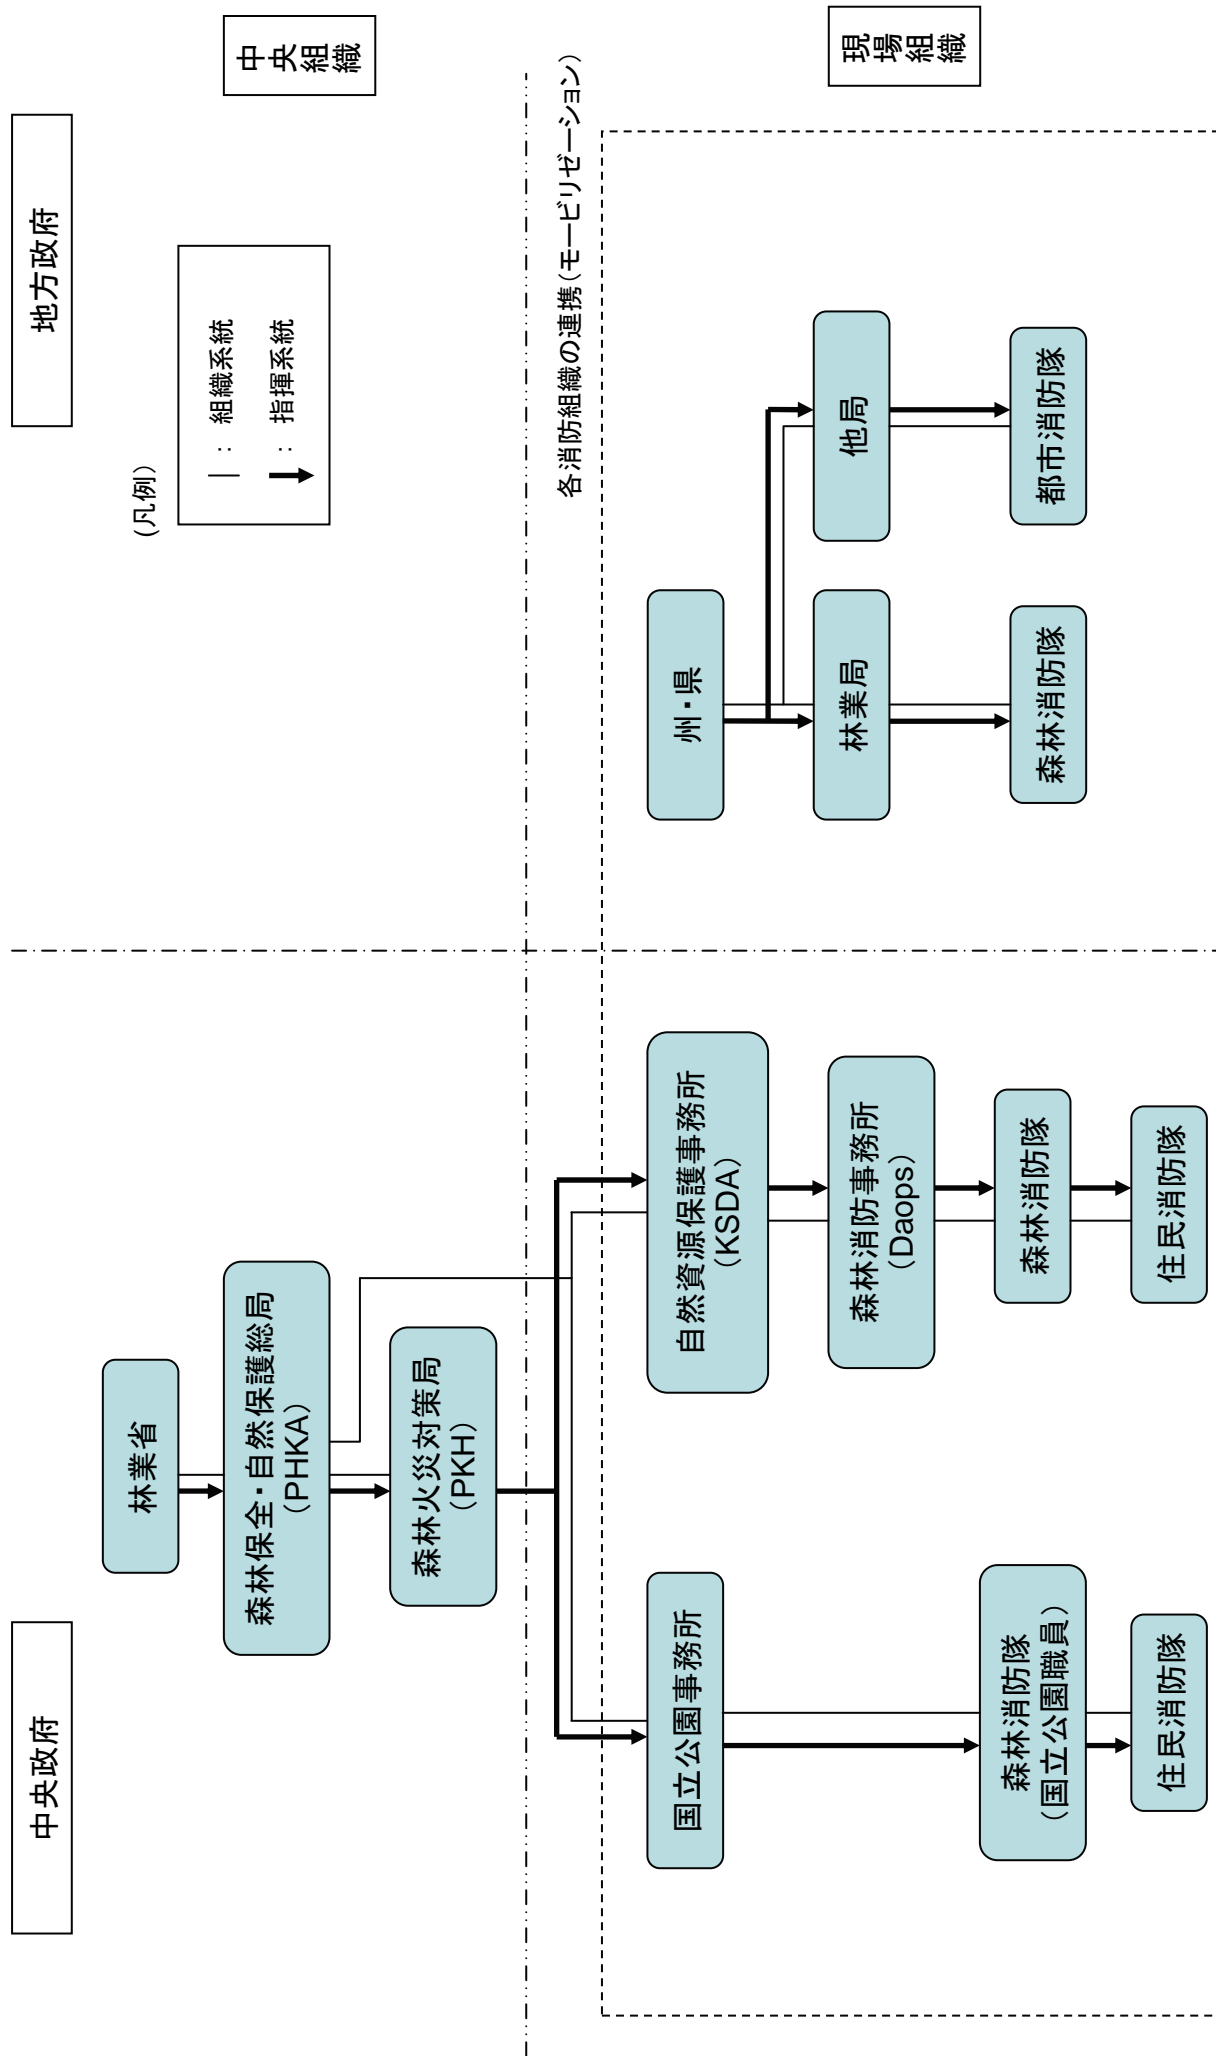 中央政府
地方政府
中央組織
林業省
森林保全・自然保護総局
(PHKA)
森林火災対策局
(PKH)
(凡例)
｜ : 組織系統
: 指揮系統
各消防組織の連携(モービリゼーション)
現場組織
国立公園事務所
森林消防隊
(国立公園職員)
住民消防隊
自然資源保護事務所
(KSDA)
森林消防事務所
(Daops)
森林消防隊
住民消防隊
州・県
林業局
森林消防隊
他局
都市消防隊